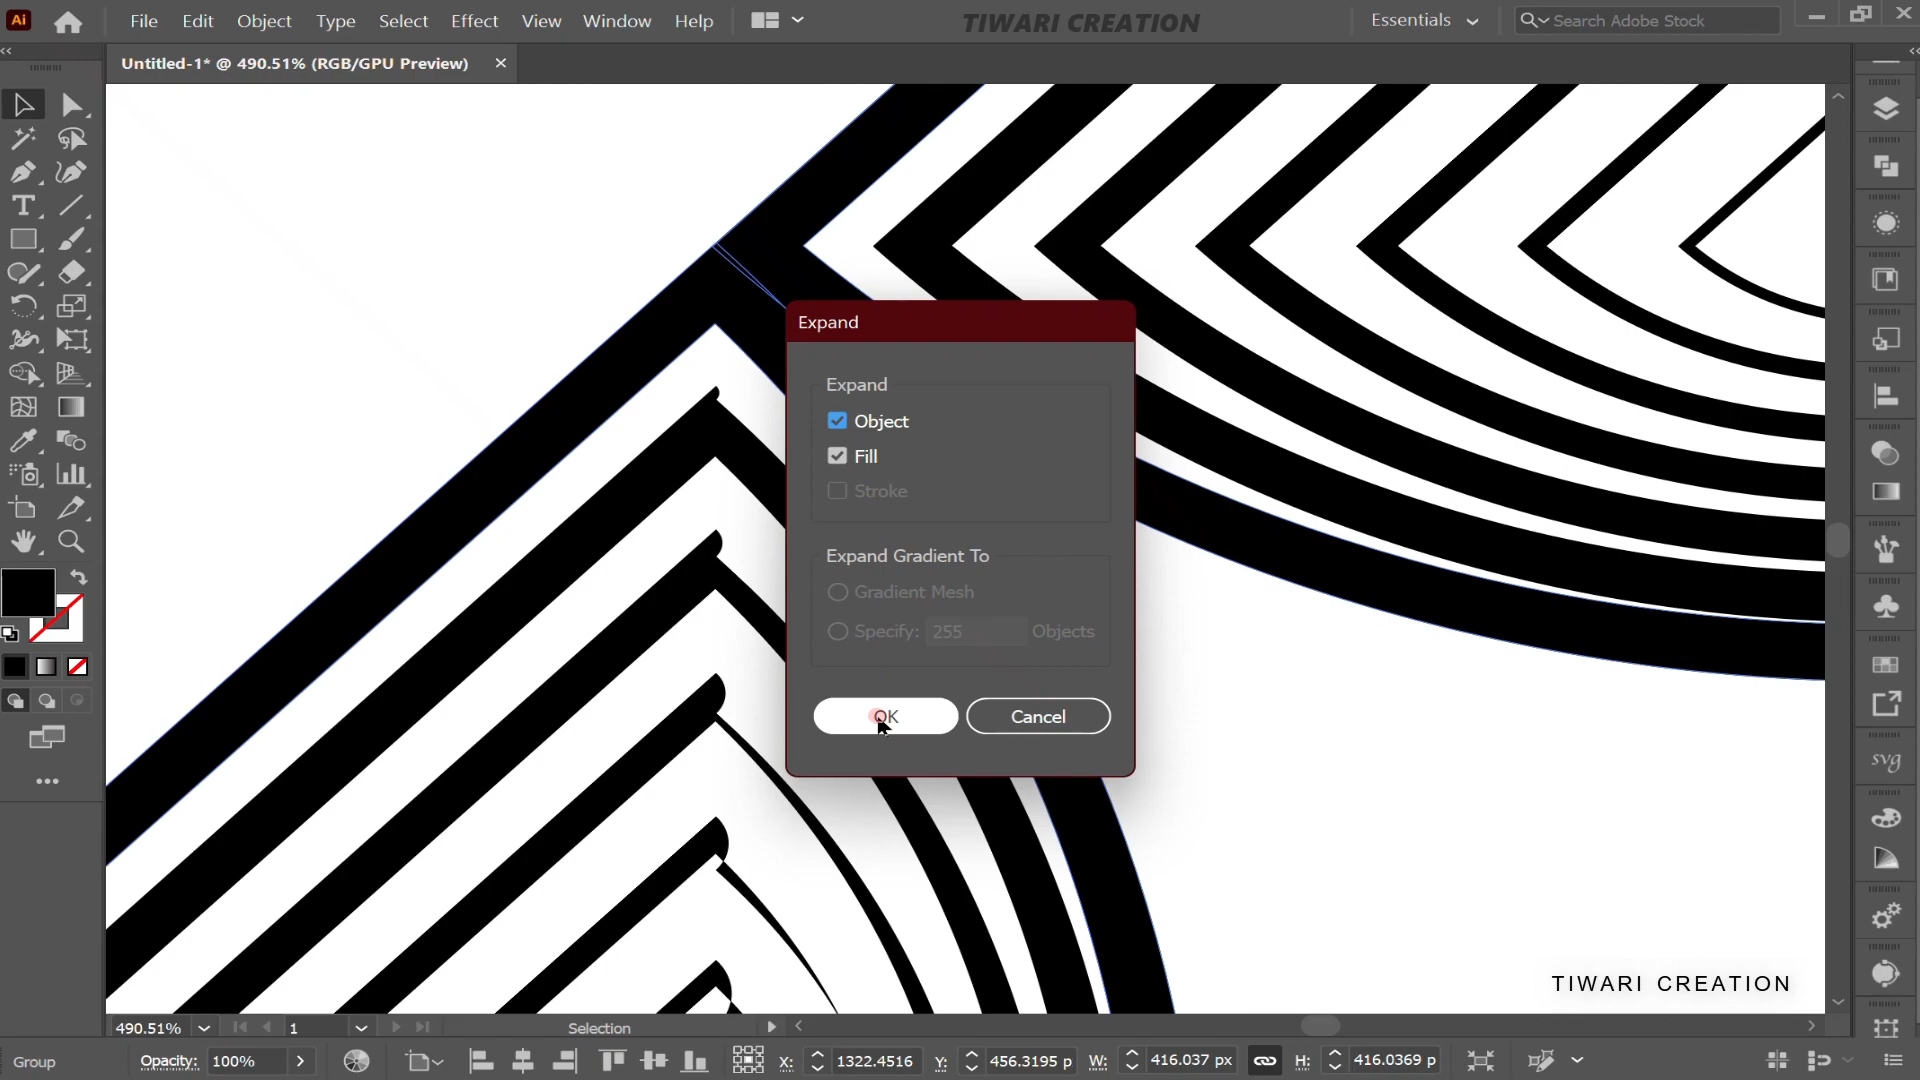 Ai File Edit Object Type Select Effect View Window Help TIWARI CREATION Essentials Search Adobe Stock
Untitled-1* @ 490.51% (RGB/GPU Preview)
Expand
Expand
Object
Fill
Stroke
Expand Gradient To
Gradient Mesh
Specify: 255 Objects
OK Cancel
svg
TIWARI CREATION
490.51% 1 Selection
Group Opacity: 100% X: 1322.4516 Y: 456.3195 p W: 416.037 px H: 416.0369 p